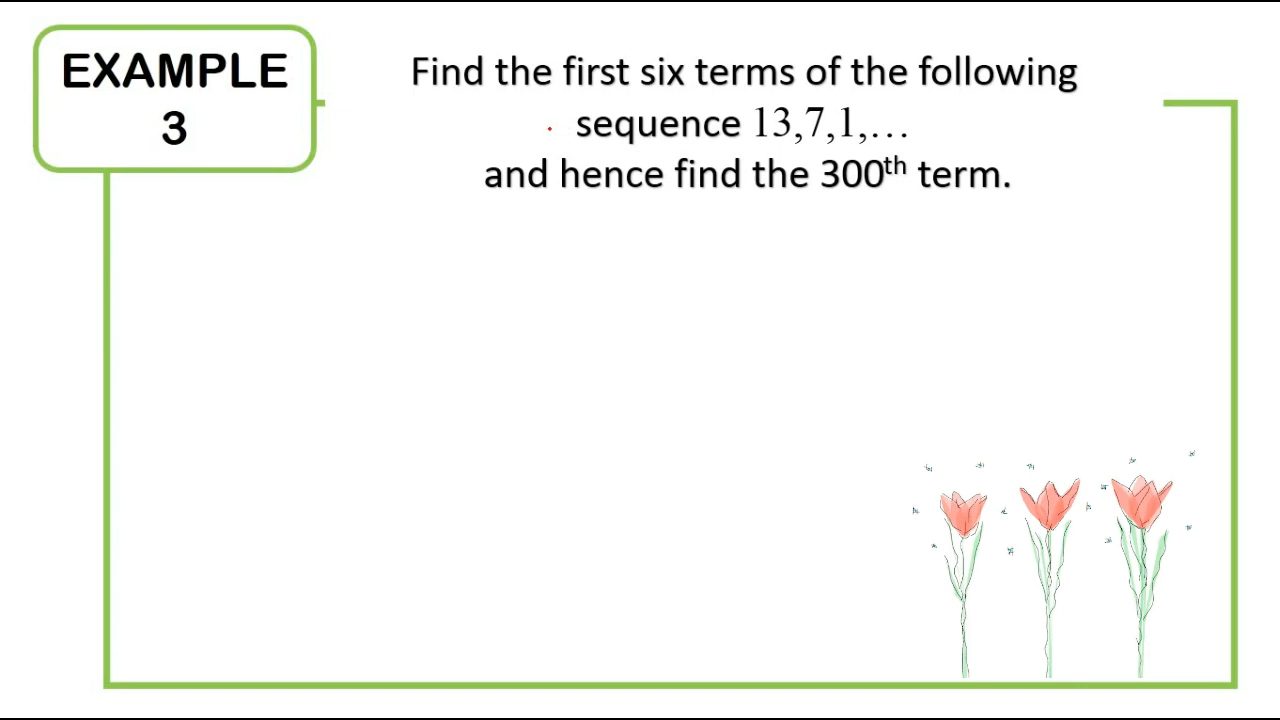 EXAMPLE
3
Find the first six terms of the following
sequence 13,7,1,…
and hence find the 300th term.